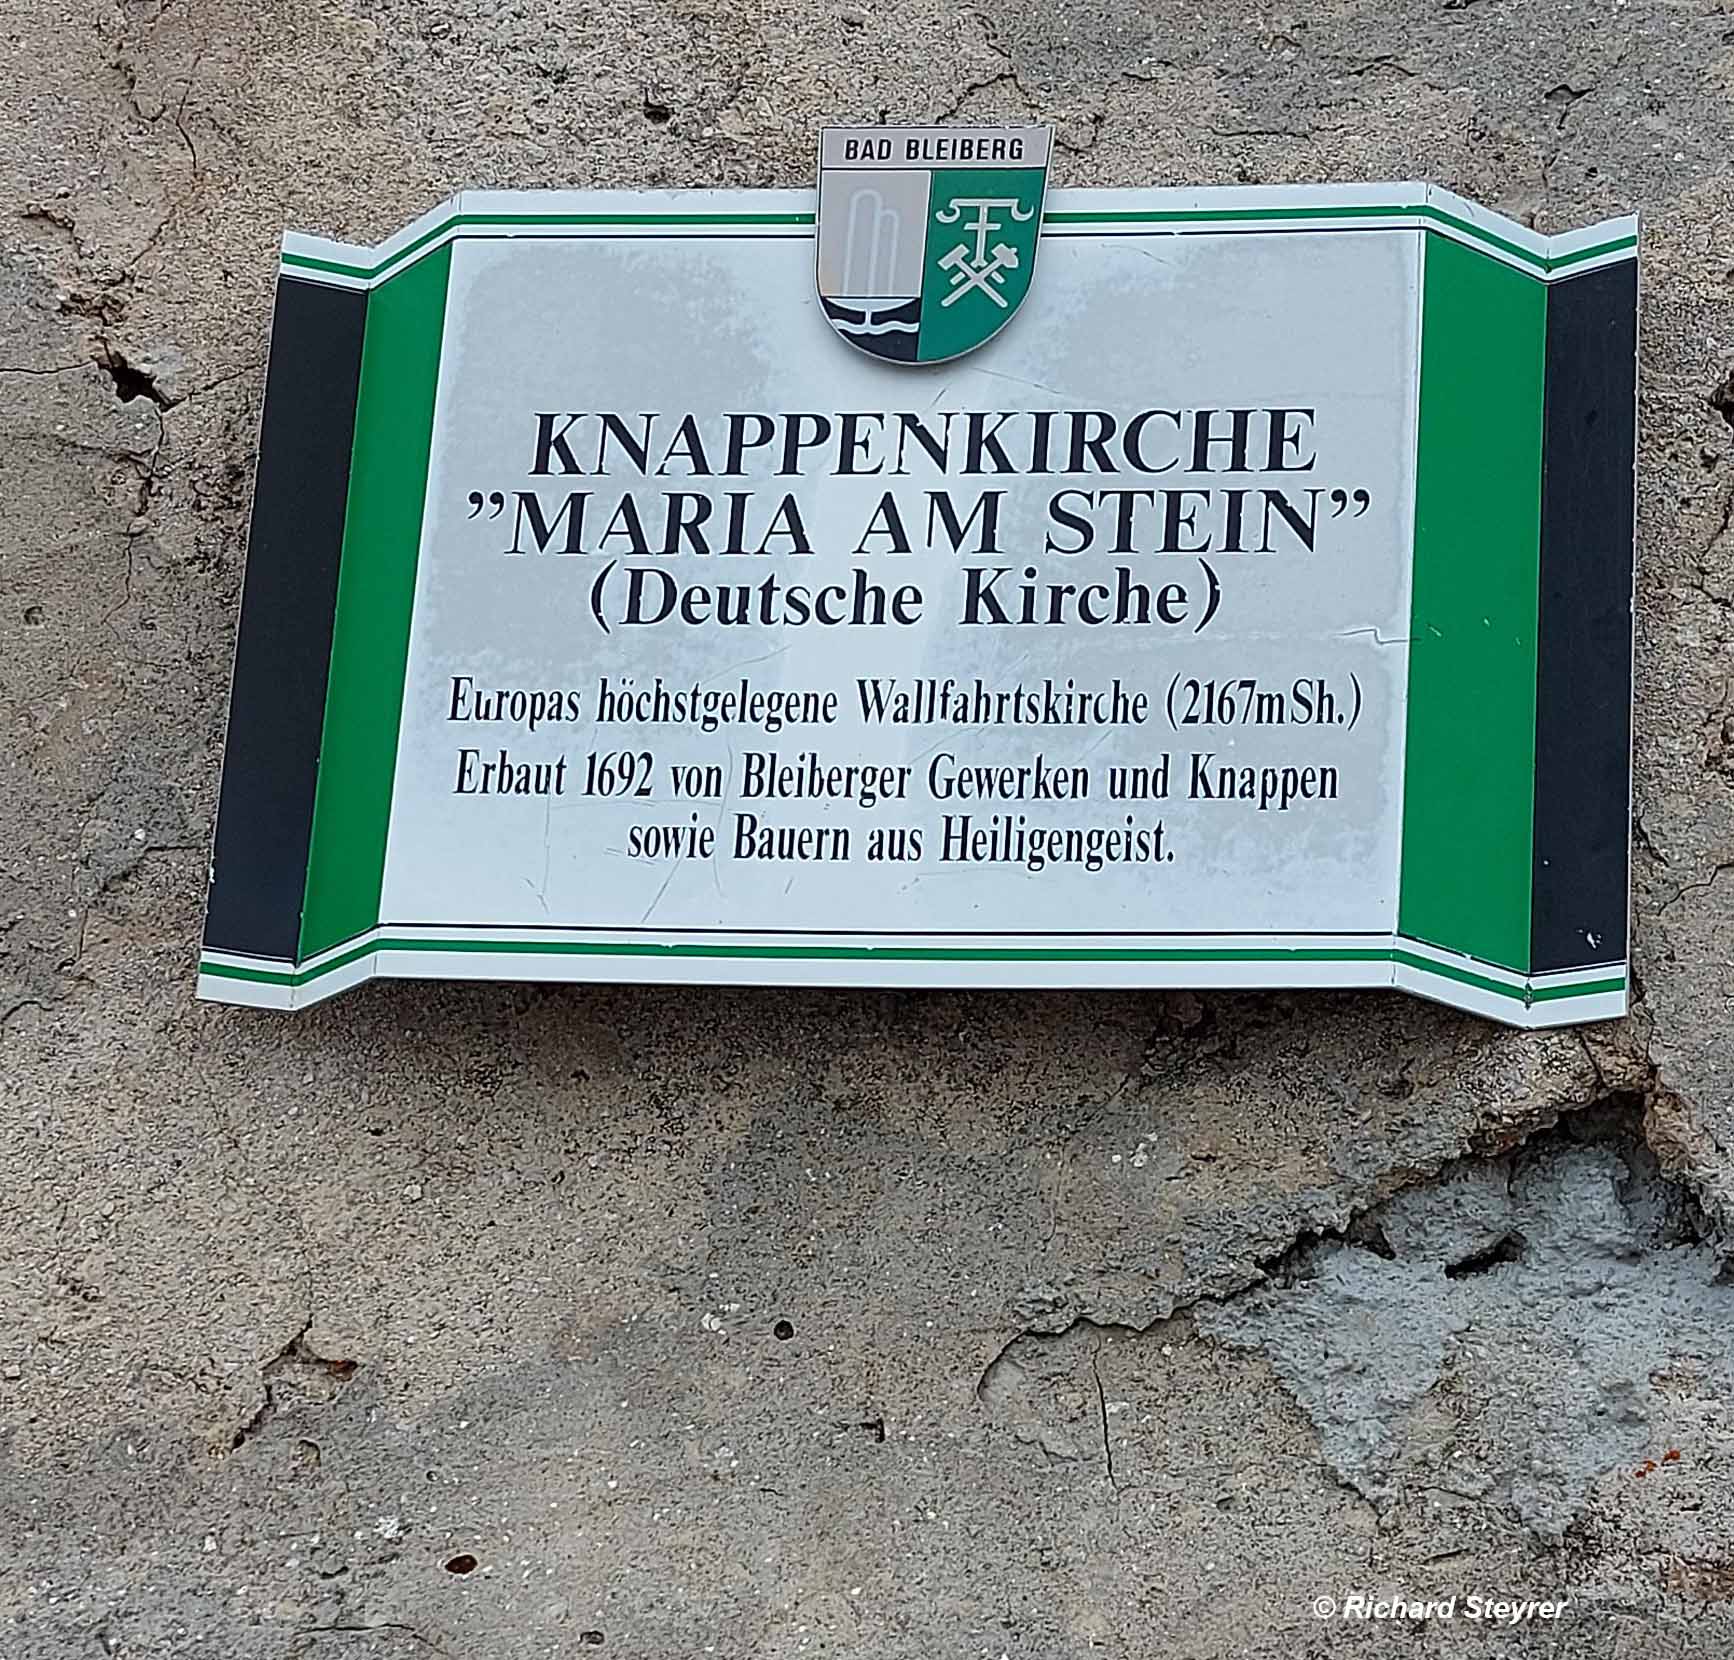 BAD BLEIBERG
KNAPPENKIRCHE
”MARIA AM STEIN”
(Deutsche Kirche)
Europas höchstgelegene Wallfahrtskirche (2167mSh.)
Erbaut 1692 von Bleiberger Gewerken und Knappen
sowie Bauern aus Heiligengeist.
© Richard Steyrer